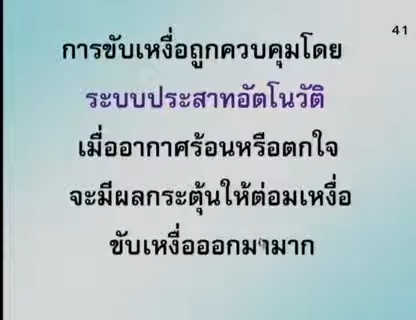 41
การขับเหงื่อถูกควบคุมโดย
ระบบประสาทอัตโนวัติ
เมื่ออากาศร้อนหรือตกใจ
จะมีผลกระตุ้นให้ต่อมเหงื่อ
ขับเหงื่อออกมามาก